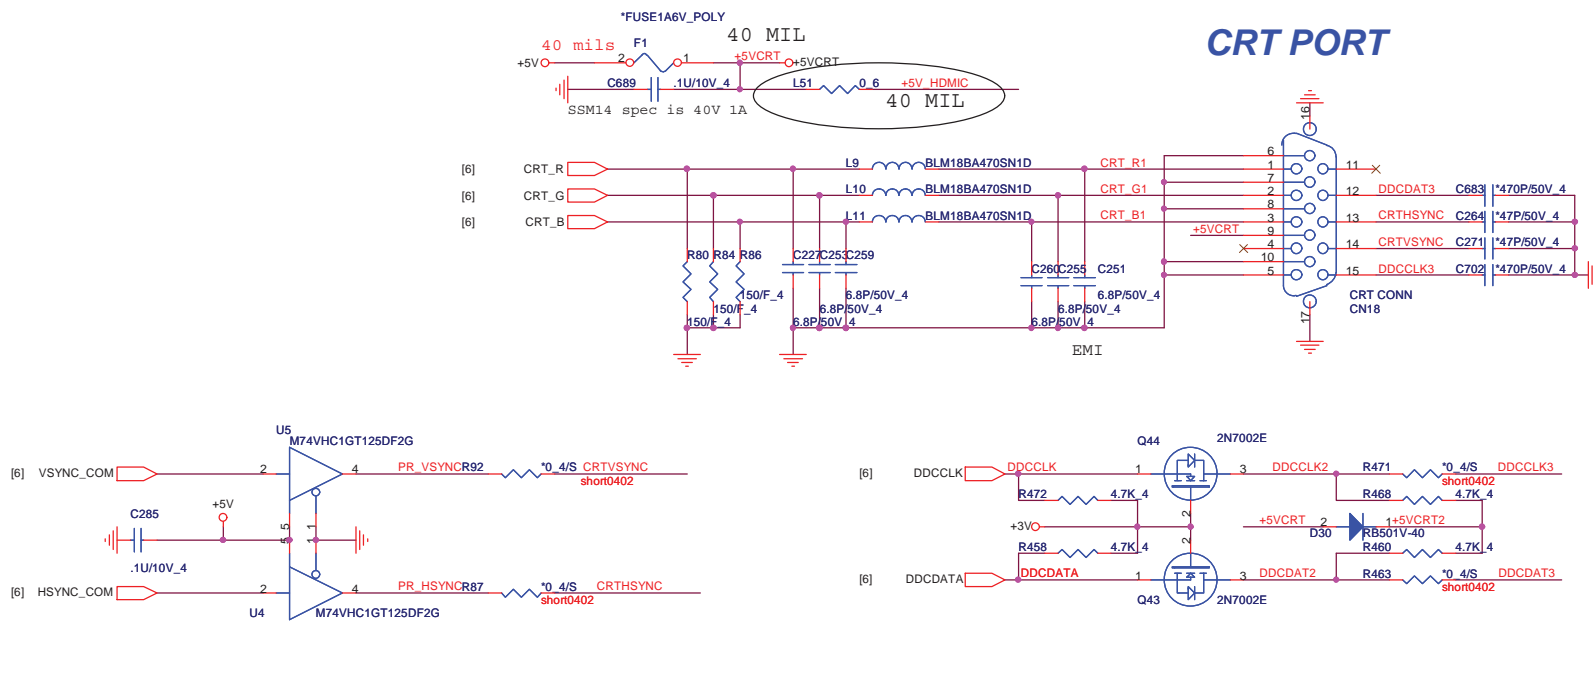 *FUSE1A6V_POLY
CRT PORT
40 mils
F1
40 MIL
+5V
2
1
+5VCRT
+5VCRT
C689
.1U/10V_4
L51
0_6
+5V_HDMIC
40 MIL
SSM14 spec is 40V 1A
16
[6]
CRT_R
L9
BLM18BA470SN1D
CRT_R1
[6]
CRT_G
L10
BLM18BA470SN1D
CRT_G1
[6]
CRT_B
L11
BLM18BA470SN1D
CRT_B1
+5VCRT
6
1
7
2
8
3
9
4
10
5
11
12
DDCDAT3
C683
*470P/50V_4
13
CRTHSYNC
C264
*47P/50V_4
14
CRTVSYNC
C271
*47P/50V_4
15
DDCCLK3
C702
*470P/50V_4
CRT CONN
CN18
17
R80
R84
R86
C227
C253
C259
C260
C255
C251
150/F_4
150/F_4
150/F_4
6.8P/50V_4
6.8P/50V_4
6.8P/50V_4
6.8P/50V_4
6.8P/50V_4
6.8P/50V_4
EMI
U5
M74VHC1GT125DF2G
[6]
VSYNC_COM
2
4
PR_VSYNC
R92
*0_4/S
CRTVSYNC
short0402
+5V
C285
.1U/10V_4
5
1
5
1
[6]
HSYNC_COM
2
4
PR_HSYNC
R87
*0_4/S
CRTHSYNC
short0402
U4
M74VHC1GT125DF2G
Q44
2N7002E
[6]
DDCCLK
DDCCLK
1
3
DDCCLK2
R471
*0_4/S
DDCCLK3
short0402
R472
4.7K_4
2
R468
4.7K_4
+3V
+5VCRT
2
1
+5VCRT2
D30
RB501V-40
R458
4.7K_4
2
R460
4.7K_4
[6]
DDCDATA
DDCDATA
1
3
DDCDAT2
R463
*0_4/S
DDCDAT3
short0402
Q43
2N7002E